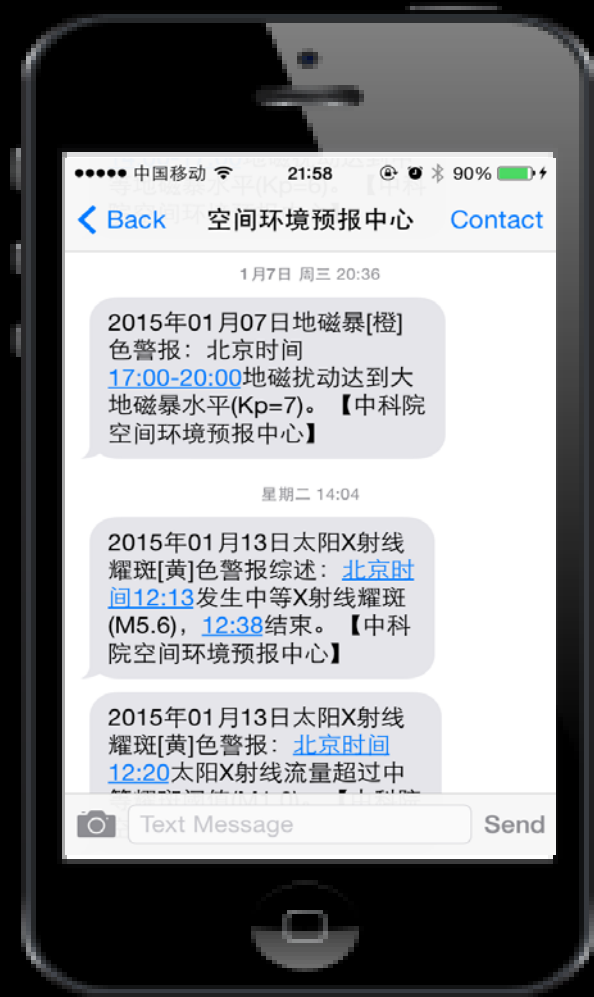 中国移动 21:58 90%
Back 空间环境预报中心 Contact
1月7日 周三 20:36
2015年01月07日地磁暴[橙]
色警报：北京时间
17:00-20:00地磁扰动达到大
地磁暴水平(Kp=7)。【中科院
空间环境预报中心】
星期二 14:04
2015年01月13日太阳X射线
耀斑[黄]色警报综述：北京时
间12:13发生中等X射线耀斑
(M5.6)，12:38结束。【中科
院空间环境预报中心】
2015年01月13日太阳X射线
耀斑[黄]色警报：北京时间
12:20太阳X射线流量超过中
Text Message Send